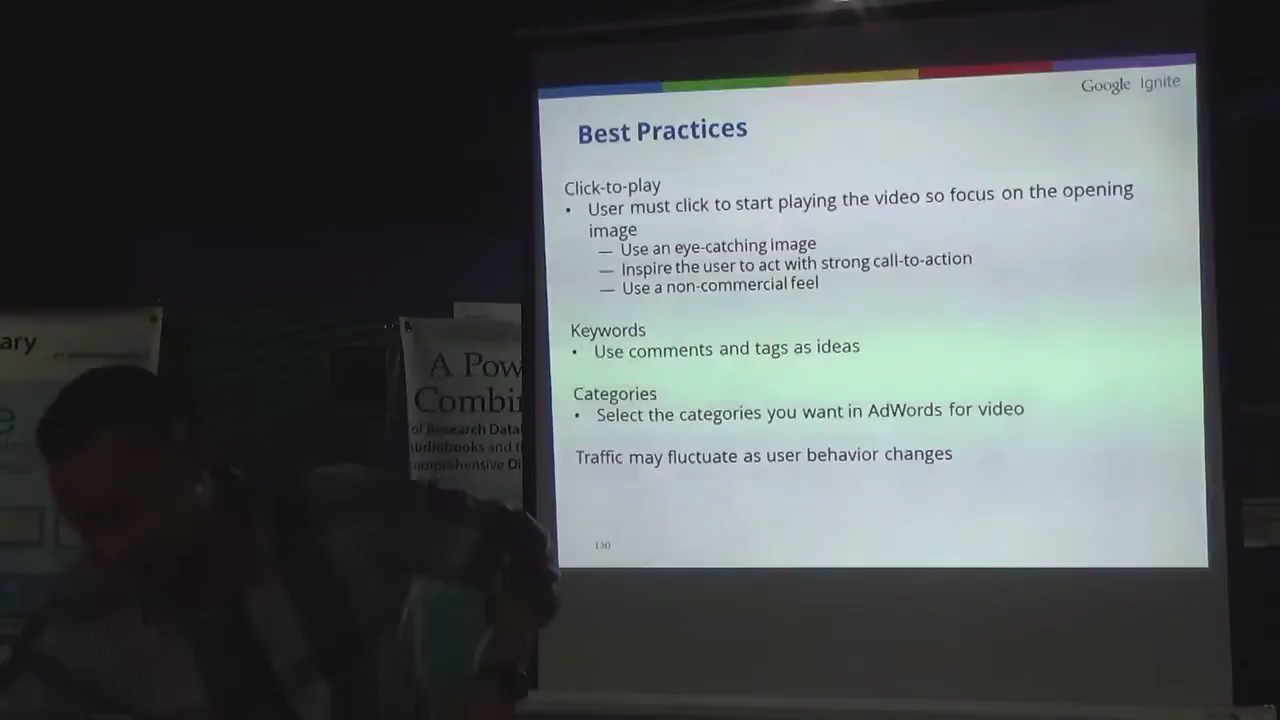 Google Ignite
Best Practices
Click-to-play
• User must click to start playing the video so focus on the opening
image
— Use an eye-catching image
— Inspire the user to act with strong call-to-action
— Use a non-commercial feel
Keywords
• Use comments and tags as ideas
Categories
• Select the categories you want in AdWords for video
Traffic may fluctuate as user behavior changes
130
ary
e
A Pow
Combi
of Research Data
udiobooks and t
omprehensive Di